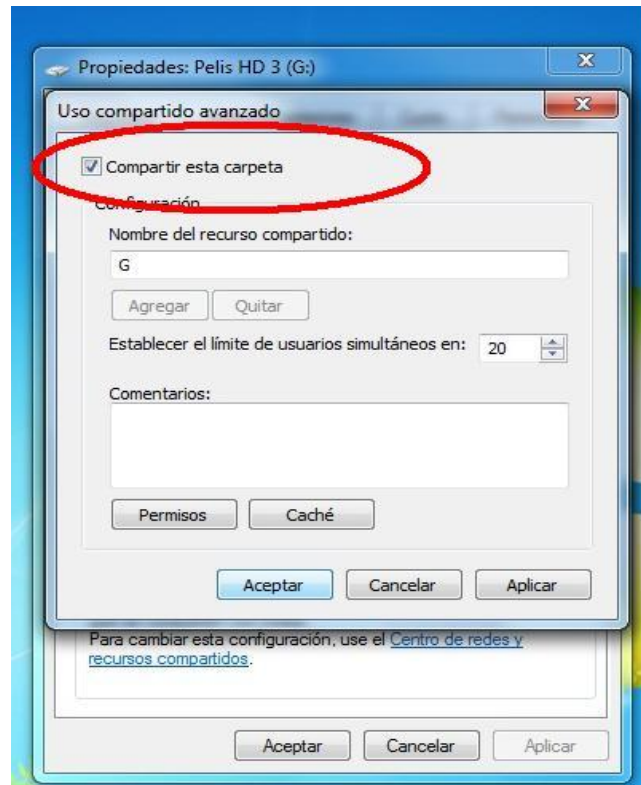 Propiedades: Pelis HD 3 (G:)
Uso compartido avanzado
Compartir esta carpeta
Configuración
Nombre del recurso compartido:
G
Agregar Quitar
Establecer el límite de usuarios simultáneos en: 20
Comentarios:
Permisos Caché
Aceptar Cancelar Aplicar
Para cambiar esta configuración, use el Centro de redes y
recursos compartidos.
Aceptar Cancelar Aplicar